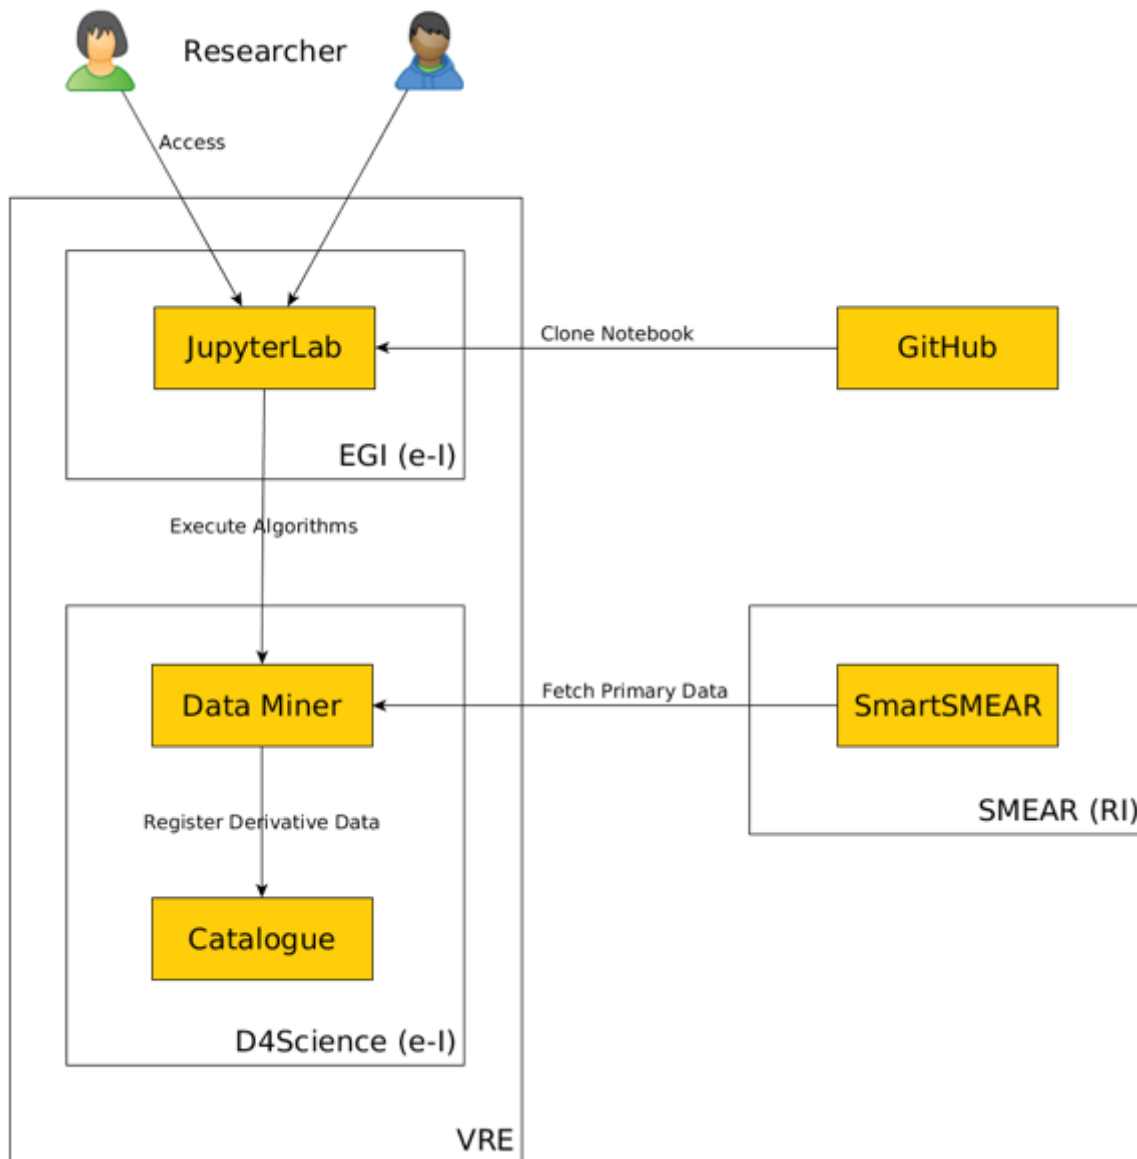 Researcher
Access
JupyterLab
Clone Notebook
GitHub
EGI (e-I)
Execute Algorithms
Data Miner
Fetch Primary Data
SmartSMEAR
SMEAR (RI)
Register Derivative Data
Catalogue
D4Science (e-I)
VRE